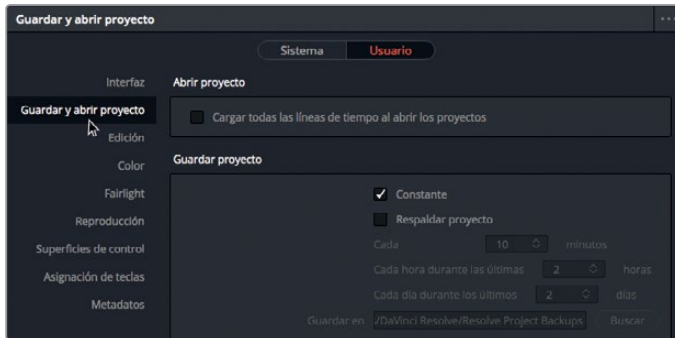 Guardar y abrir proyecto
Sistema Usuario
Interfaz
Guardar y abrir proyecto
Edición
Color
Fairlight
Reproducción
Superficies de control
Asignación de teclas
Metadatos
Abrir proyecto
Cargar todas las líneas de tiempo al abrir los proyectos
Guardar proyecto
Constante
Respaldar proyecto
Cada 10 minutos
Cada hora durante las últimas 2 horas
Cada día durante los últimos 2 días
Guardar en /DaVinci Resolve/Resolve Project Backups Buscar